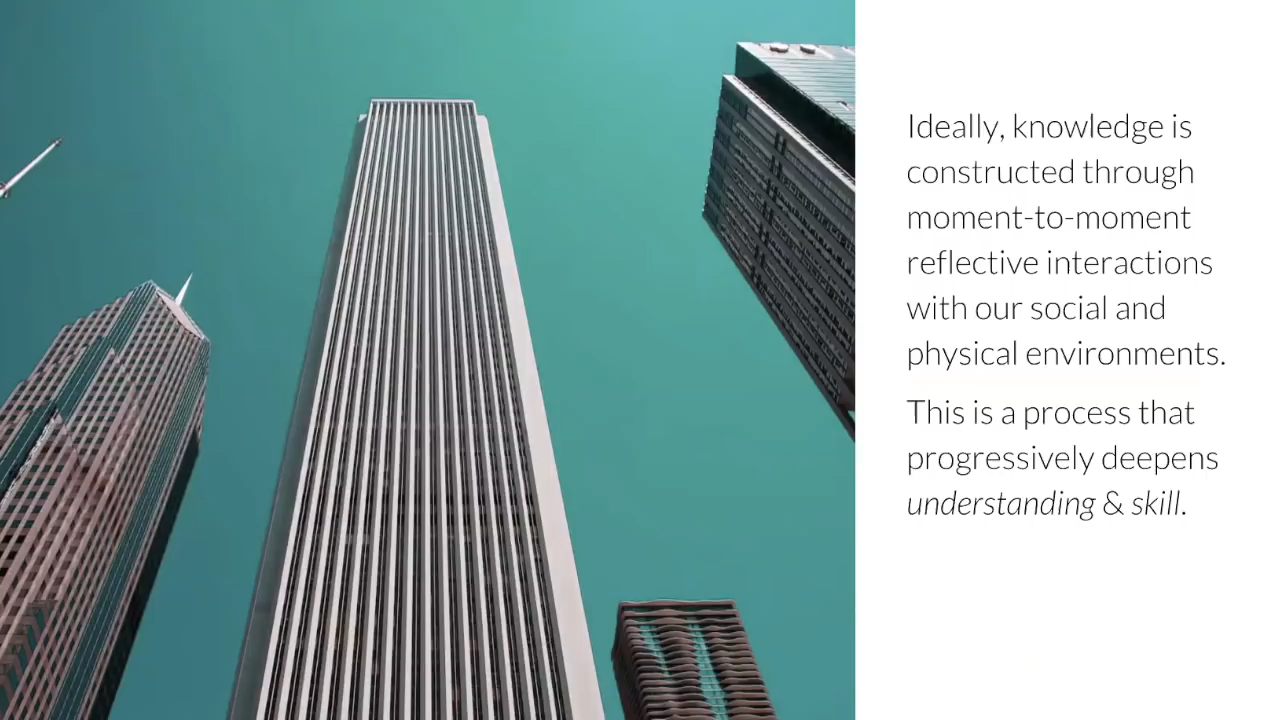 Ideally, knowledge is
constructed through
moment-to-moment
reflective interactions
with our social and
physical environments.
This is a process that
progressively deepens
understanding & skill.